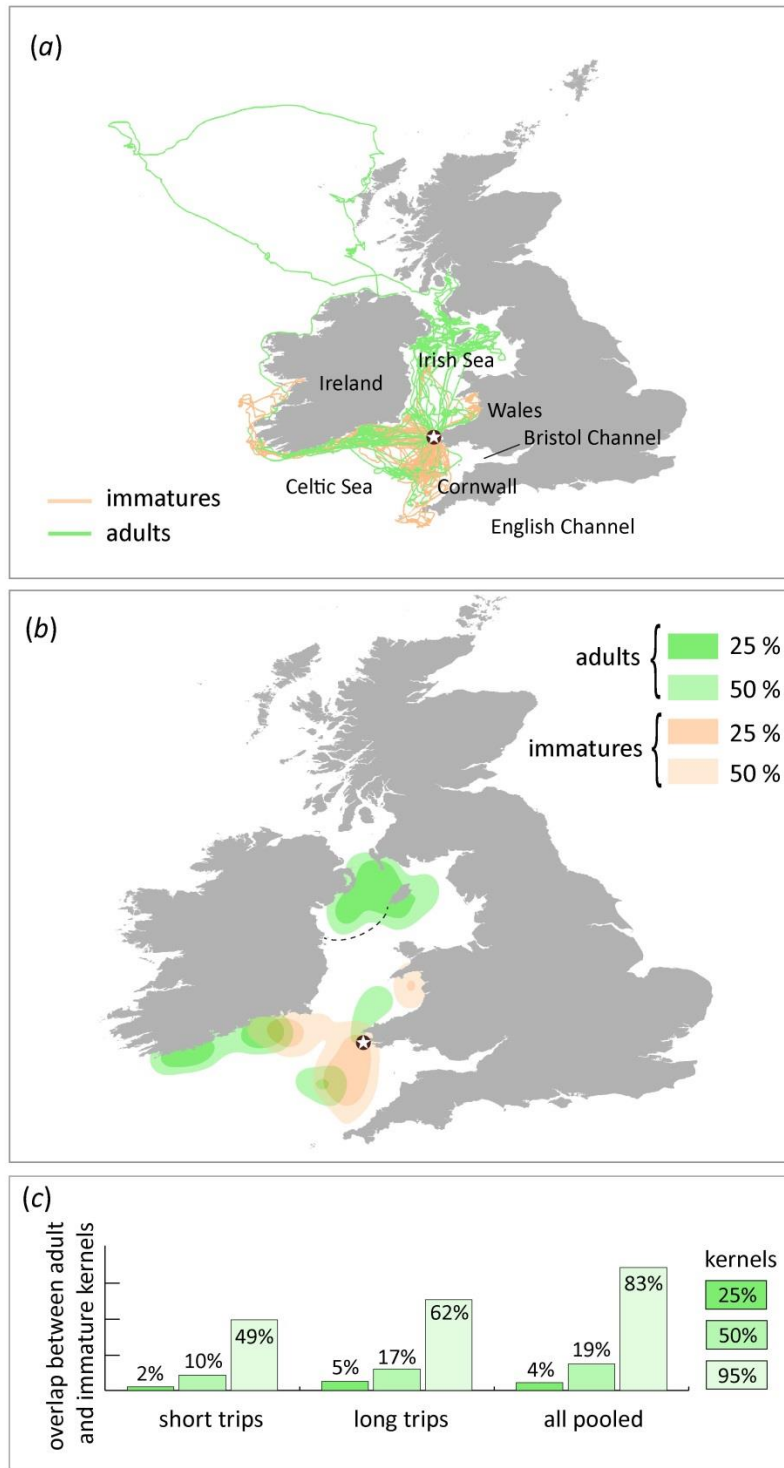 (a)
Irish Sea
Ireland
Wales
Bristol Channel
Celtic Sea
Cornwall
immatures
adults
English Channel
(b)
adults
25 %
50 %
immatures
25 %
50 %
(c)
overlap between adult
and immature kernels
2%
10%
49%
5%
17%
62%
4%
19%
83%
short trips
long trips
all pooled
kernels
25%
50%
95%